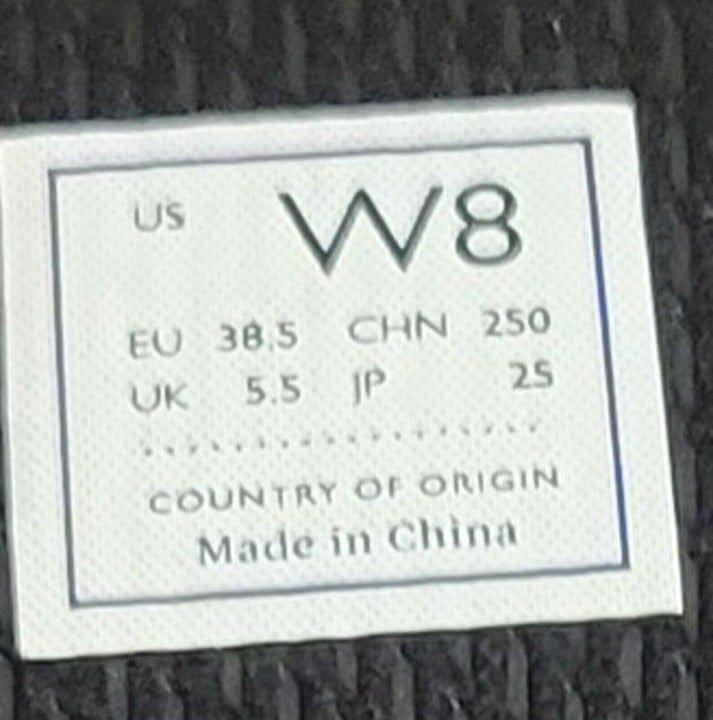 US W8
EU 38.5 CHN 250
UK 5.5 JP 25
COUNTRY OF ORIGIN
Made in China